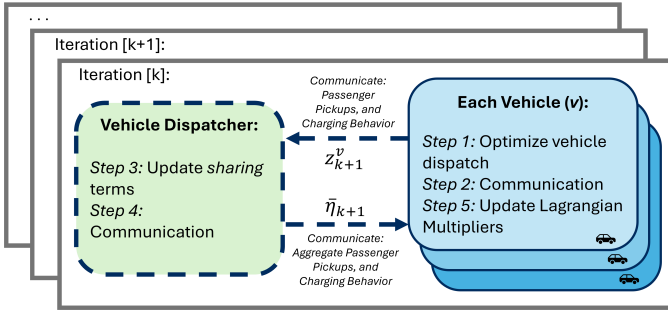 . . .
Iteration [k+1]:
Iteration [k]:
Vehicle Dispatcher:
Step 3: Update sharing
terms
Step 4:
Communication
Communicate:
Passenger
Pickups, and
Charging Behavior
z^v_{k+1}
η̄_{k+1}
Communicate:
Aggregate Passenger
Pickups, and
Charging Behavior
Each Vehicle (v):
Step 1: Optimize vehicle
dispatch
Step 2: Communication
Step 5: Update Lagrangian
Multipliers